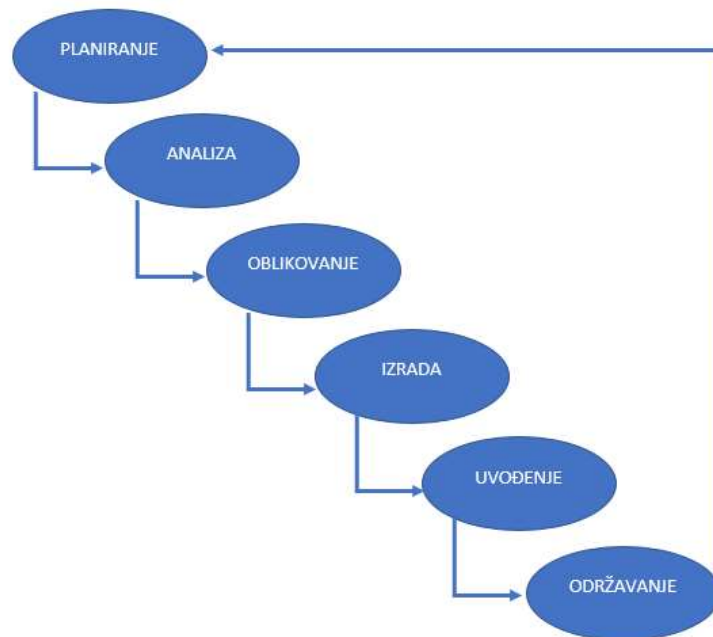 PLANIRANJE
ANALIZA
OBLIKOVANJE
IZRADA
UVOĐENJE
ODRŽAVANJE